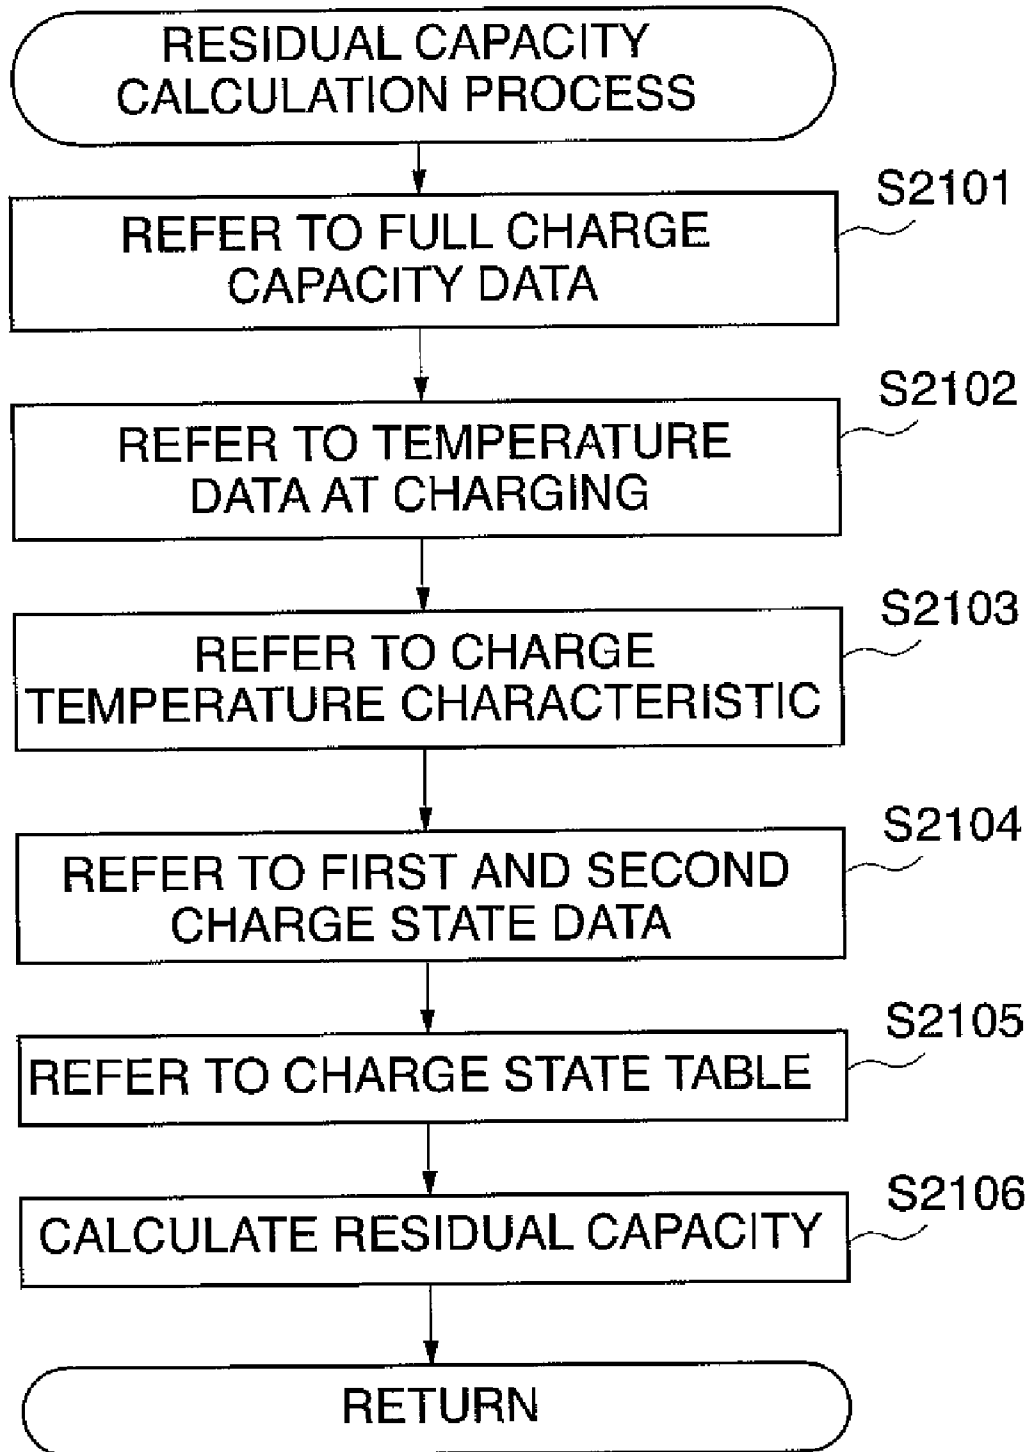 RESIDUAL CAPACITY
CALCULATION PROCESS
S2101
REFER TO FULL CHARGE
CAPACITY DATA
S2102
REFER TO TEMPERATURE
DATA AT CHARGING
S2103
REFER TO CHARGE
TEMPERATURE CHARACTERISTIC
S2104
REFER TO FIRST AND SECOND
CHARGE STATE DATA
S2105
REFER TO CHARGE STATE TABLE
S2106
CALCULATE RESIDUAL CAPACITY
RETURN